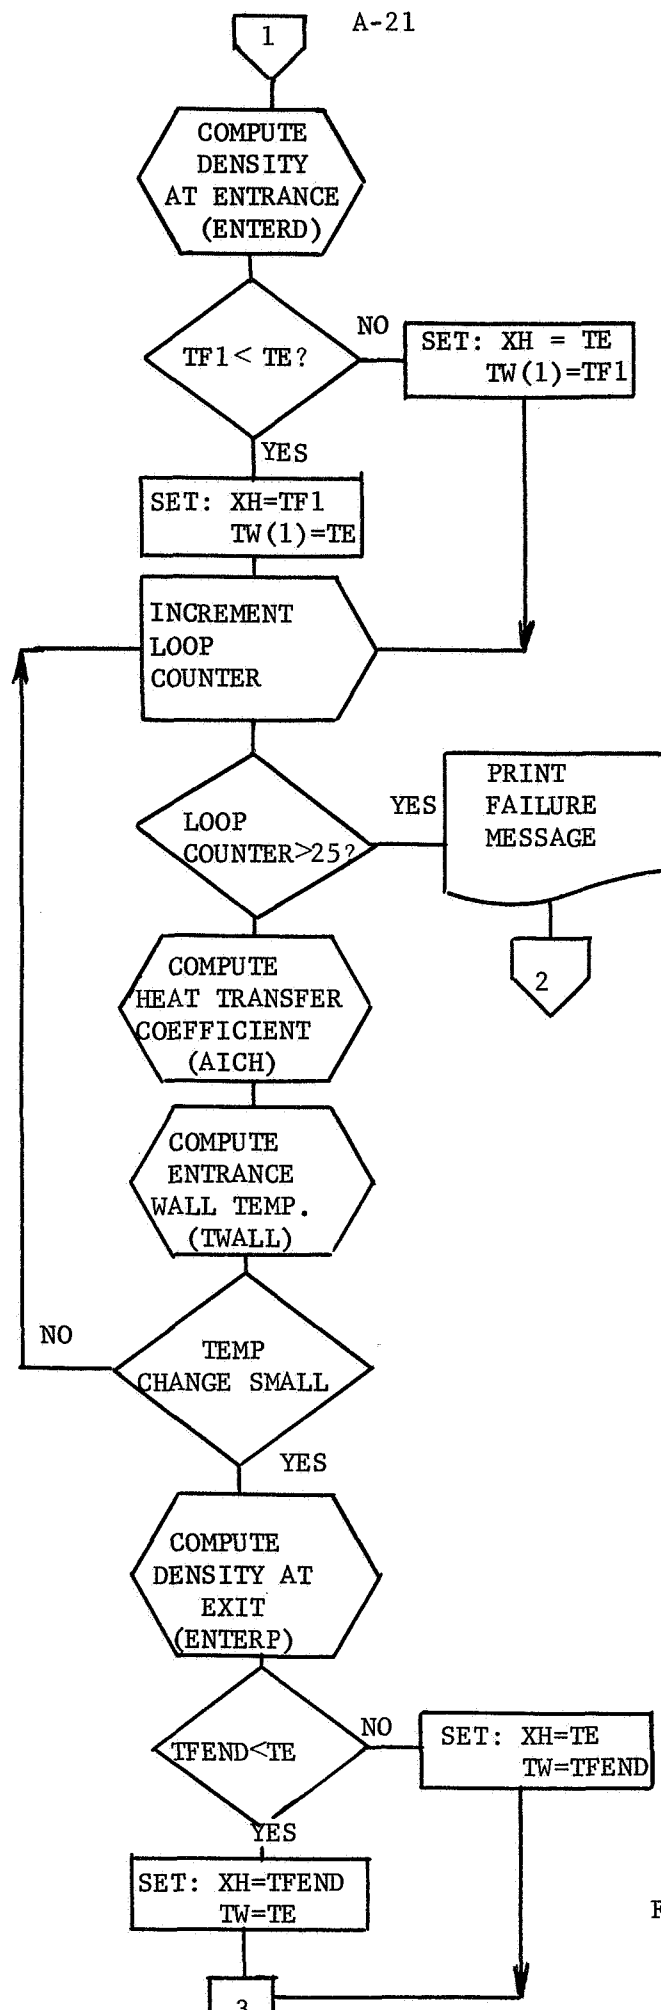 A-21
1
COMPUTE
DENSITY
AT ENTRANCE
(ENTERD)
TF1 < TE?
NO
SET: XH = TE
TW(1)=TF1
YES
SET: XH=TF1
TW(1)=TE
INCREMENT
LOOP
COUNTER
LOOP
COUNTER>25?
YES
PRINT
FAILURE
MESSAGE
2
COMPUTE
HEAT TRANSFER
COEFFICIENT
(AICH)
COMPUTE
ENTRANCE
WALL TEMP.
(TWALL)
NO
TEMP
CHANGE SMALL
YES
COMPUTE
DENSITY AT
EXIT
(ENTERP)
TFEND<TE
NO
SET: XH=TE
TW=TFEND
YES
SET: XH=TFEND
TW=TE
3